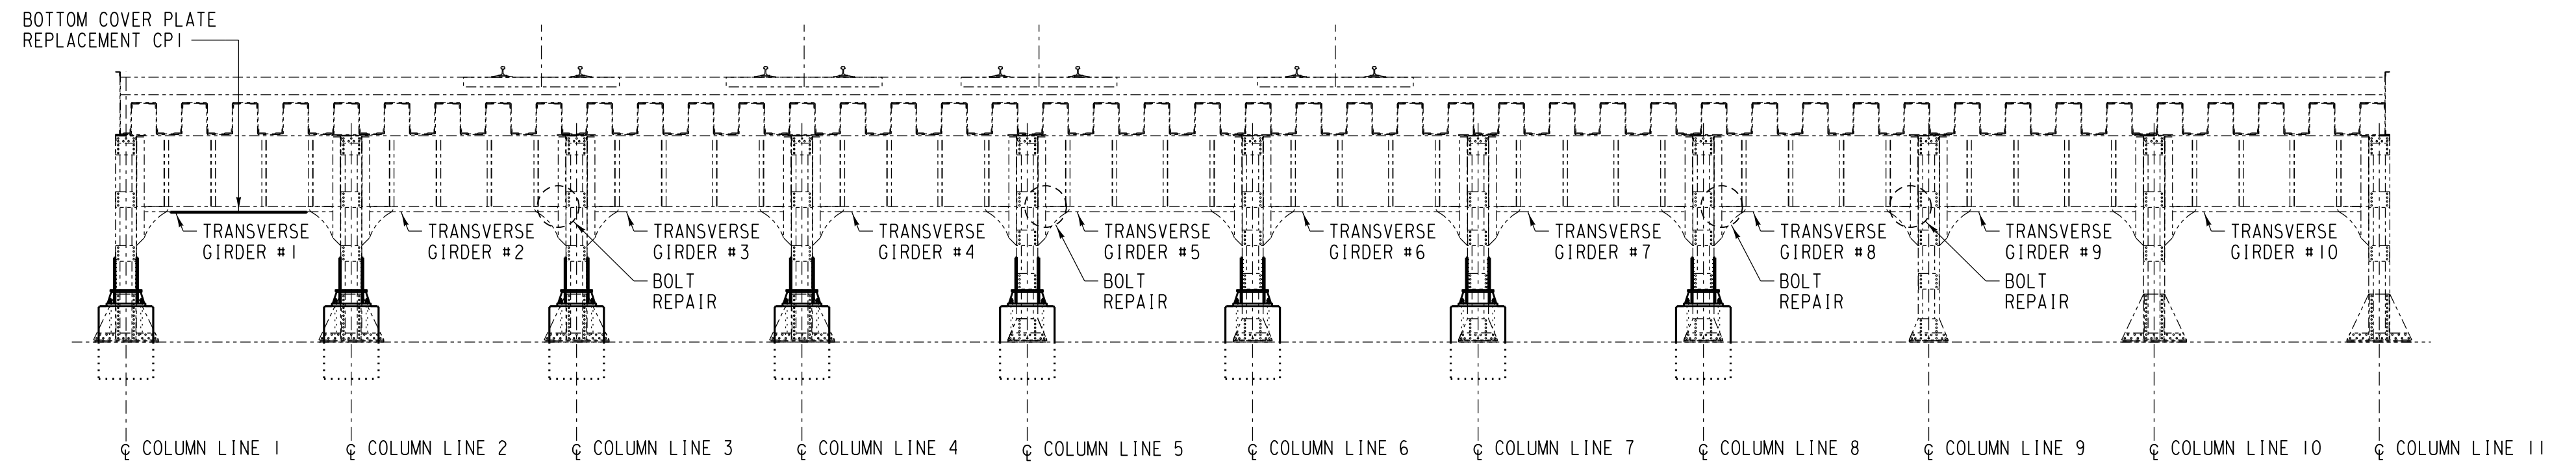 BOTTOM COVER PLATE
REPLACEMENT CP1
TRANSVERSE
GIRDER #1
TRANSVERSE
GIRDER #2
TRANSVERSE
GIRDER #3
TRANSVERSE
GIRDER #4
TRANSVERSE
GIRDER #5
TRANSVERSE
GIRDER #6
TRANSVERSE
GIRDER #7
TRANSVERSE
GIRDER #8
TRANSVERSE
GIRDER #9
TRANSVERSE
GIRDER #10
BOLT
REPAIR
BOLT
REPAIR
BOLT
REPAIR
BOLT
REPAIR
℄ COLUMN LINE 1
℄ COLUMN LINE 2
℄ COLUMN LINE 3
℄ COLUMN LINE 4
℄ COLUMN LINE 5
℄ COLUMN LINE 6
℄ COLUMN LINE 7
℄ COLUMN LINE 8
℄ COLUMN LINE 9
℄ COLUMN LINE 10
℄ COLUMN LINE 11